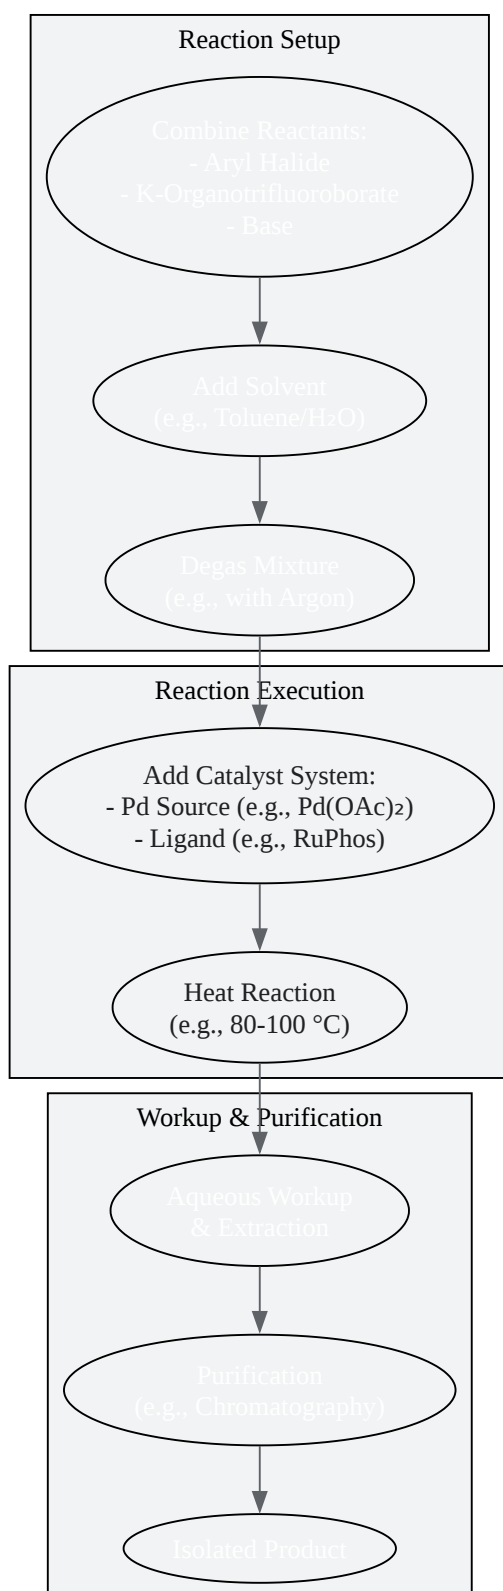 Reaction Setup
Combine Reactants:
- Aryl Halide
- K-Organotrifluoroborate
- Base
Add Solvent
(e.g., Toluene/H₂O)
Degas Mixture
(e.g., with Argon)
Reaction Execution
Add Catalyst System:
- Pd Source (e.g., Pd(OAc)₂)
- Ligand (e.g., RuPhos)
Heat Reaction
(e.g., 80-100 °C)
Workup & Purification
Aqueous Workup
& Extraction
Purification
(e.g., Chromatography)
Isolated Product